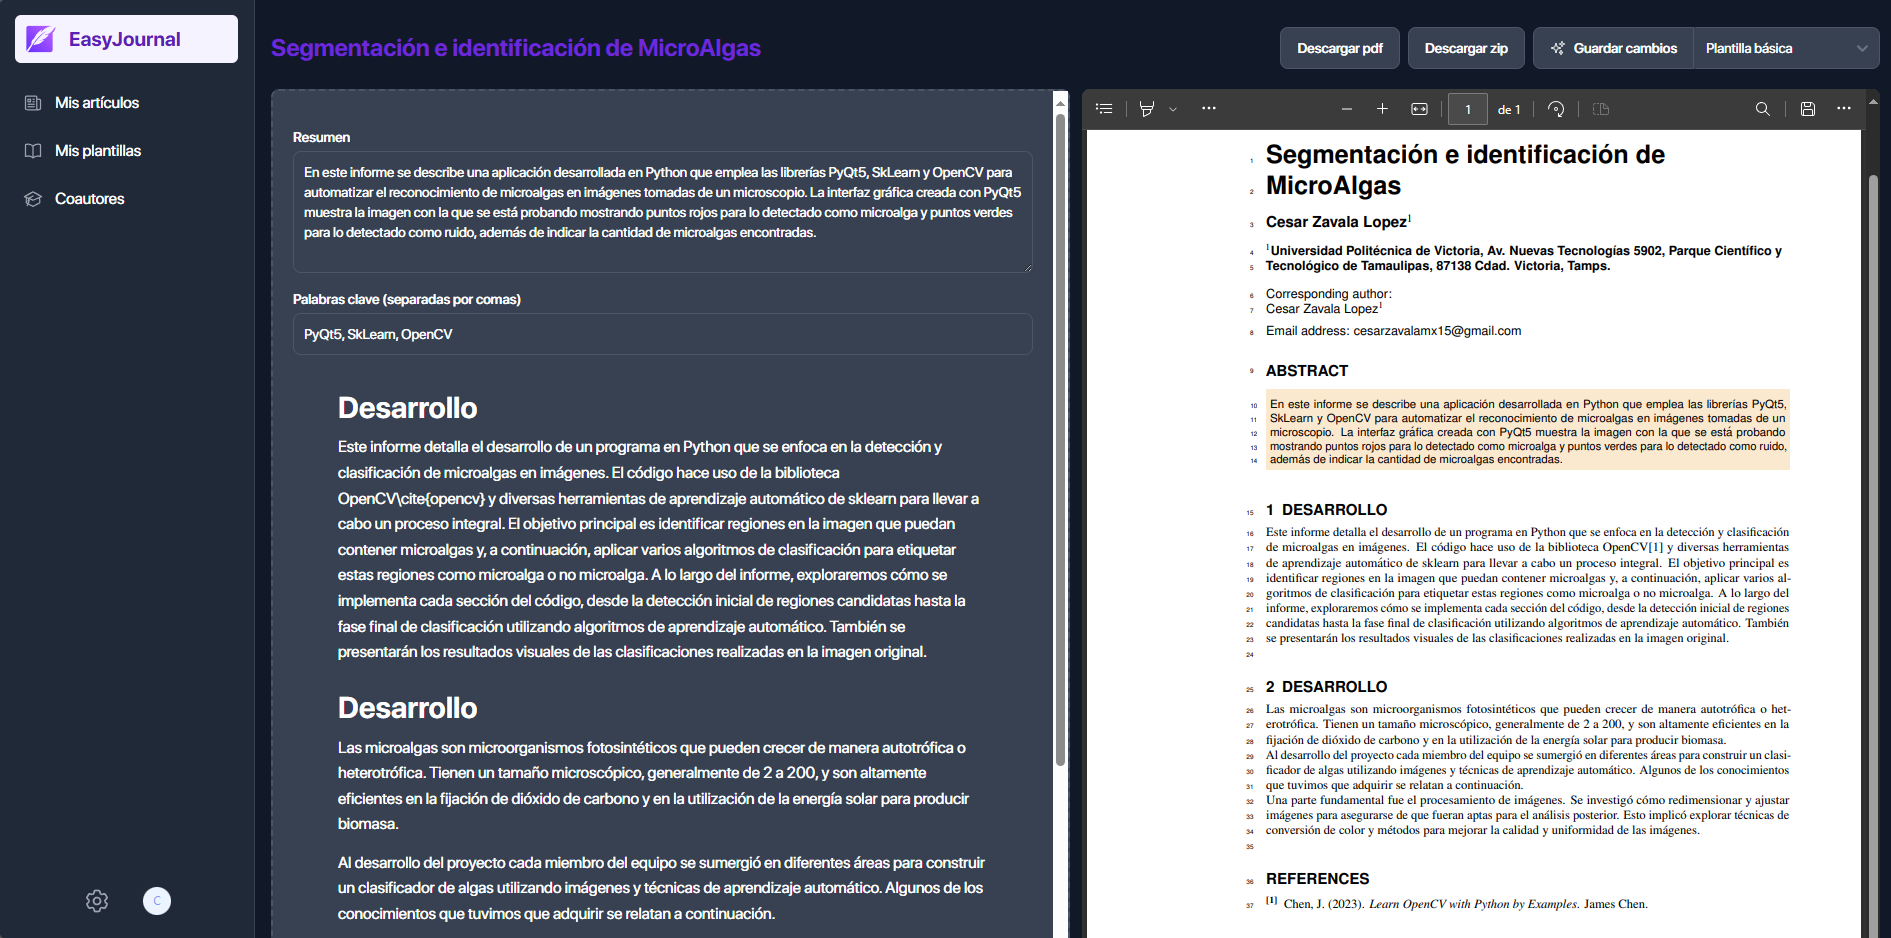 EasyJournal
Mis artículos
Mis plantillas
Coautores
C
Segmentación e identificación de MicroAlgas
Descargar pdf
Descargar zip
Guardar cambios
Plantilla básica
Resumen
En este informe se describe una aplicación desarrollada en Python que emplea las librerías PyQt5, SkLearn y OpenCV para
automatizar el reconocimiento de microalgas en imágenes tomadas de un microscopio. La interfaz gráfica creada con PyQt5
muestra la imagen con la que se está probando mostrando puntos rojos para lo detectado como microalga y puntos verdes
para lo detectado como ruido, además de indicar la cantidad de microalgas encontradas.
Palabras clave (separadas por comas)
PyQt5, SkLearn, OpenCV
Desarrollo
Este informe detalla el desarrollo de un programa en Python que se enfoca en la detección y
clasificación de microalgas en imágenes. El código hace uso de la biblioteca
OpenCV\cite{opencv} y diversas herramientas de aprendizaje automático de sklearn para llevar a
cabo un proceso integral. El objetivo principal es identificar regiones en la imagen que puedan
contener microalgas y, a continuación, aplicar varios algoritmos de clasificación para etiquetar
estas regiones como microalga o no microalga. A lo largo del informe, exploraremos cómo se
implementa cada sección del código, desde la detección inicial de regiones candidatas hasta la
fase final de clasificación utilizando algoritmos de aprendizaje automático. También se
presentarán los resultados visuales de las clasificaciones realizadas en la imagen original.
Desarrollo
Las microalgas son microorganismos fotosintéticos que pueden crecer de manera autotrófica o
heterotrófica. Tienen un tamaño microscópico, generalmente de 2 a 200, y son altamente
eficientes en la fijación de dióxido de carbono y en la utilización de la energía solar para producir
biomasa.
Al desarrollo del proyecto cada miembro del equipo se sumergió en diferentes áreas para construir
un clasificador de algas utilizando imágenes y técnicas de aprendizaje automático. Algunos de los
conocimientos que tuvimos que adquirir se relatan a continuación.
1 de 1
1 Segmentación e identificación de
2 MicroAlgas
3 Cesar Zavala Lopez1
4 1Universidad Politécnica de Victoria, Av. Nuevas Tecnologías 5902, Parque Científico y
5 Tecnológico de Tamaulipas, 87138 Cdad. Victoria, Tamps.
6 Corresponding author:
7 Cesar Zavala Lopez1
8 Email address: cesarzavalamx15@gmail.com
9 ABSTRACT
10 En este informe se describe una aplicación desarrollada en Python que emplea las librerías PyQt5,
11 SkLearn y OpenCV para automatizar el reconocimiento de microalgas en imágenes tomadas de un
12 microscopio. La interfaz gráfica creada con PyQt5 muestra la imagen con la que se está probando
13 mostrando puntos rojos para lo detectado como microalga y puntos verdes para lo detectado como ruido,
14 además de indicar la cantidad de microalgas encontradas.
15 1 DESARROLLO
16 Este informe detalla el desarrollo de un programa en Python que se enfoca en la detección y clasificación
17 de microalgas en imágenes. El código hace uso de la biblioteca OpenCV[1] y diversas herramientas
18 de aprendizaje automático de sklearn para llevar a cabo un proceso integral. El objetivo principal es
19 identificar regiones en la imagen que puedan contener microalgas y, a continuación, aplicar varios al-
20 goritmos de clasificación para etiquetar estas regiones como microalga o no microalga. A lo largo del
21 informe, exploraremos cómo se implementa cada sección del código, desde la detección inicial de regiones
22 candidatas hasta la fase final de clasificación utilizando algoritmos de aprendizaje automático. También
23 se presentarán los resultados visuales de las clasificaciones realizadas en la imagen original.
24
25 2 DESARROLLO
26 Las microalgas son microorganismos fotosintéticos que pueden crecer de manera autotrófica o het-
27 erotrófica. Tienen un tamaño microscópico, generalmente de 2 a 200, y son altamente eficientes en la
28 fijación de dióxido de carbono y en la utilización de la energía solar para producir biomasa.
29 Al desarrollo del proyecto cada miembro del equipo se sumergió en diferentes áreas para construir un clasi-
30 ficador de algas utilizando imágenes y técnicas de aprendizaje automático. Algunos de los conocimientos
31 que tuvimos que adquirir se relatan a continuación.
32 Una parte fundamental fue el procesamiento de imágenes. Se investigó cómo redimensionar y ajustar
33 imágenes para asegurarse de que fueran aptas para el análisis posterior. Esto implicó explorar técnicas de
34 conversión de color y métodos para mejorar la calidad y uniformidad de las imágenes.
35
36 REFERENCES
37 [1] Chen, J. (2023). Learn OpenCV with Python by Examples. James Chen.